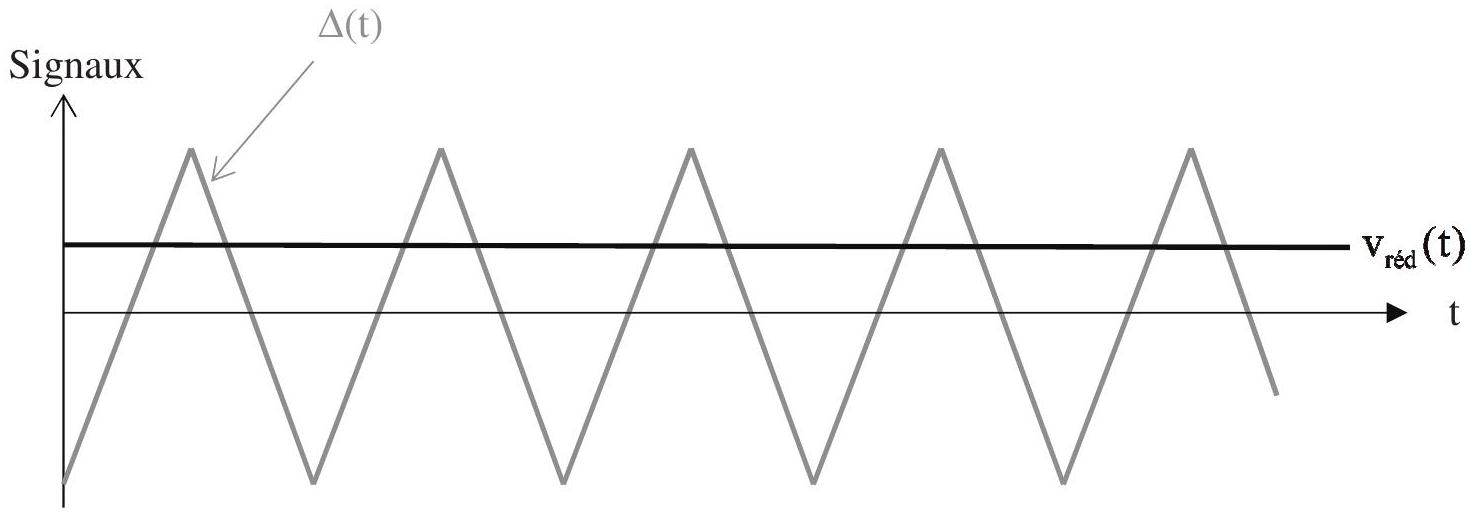 Δ(t)
Signaux
v_réd(t)
t